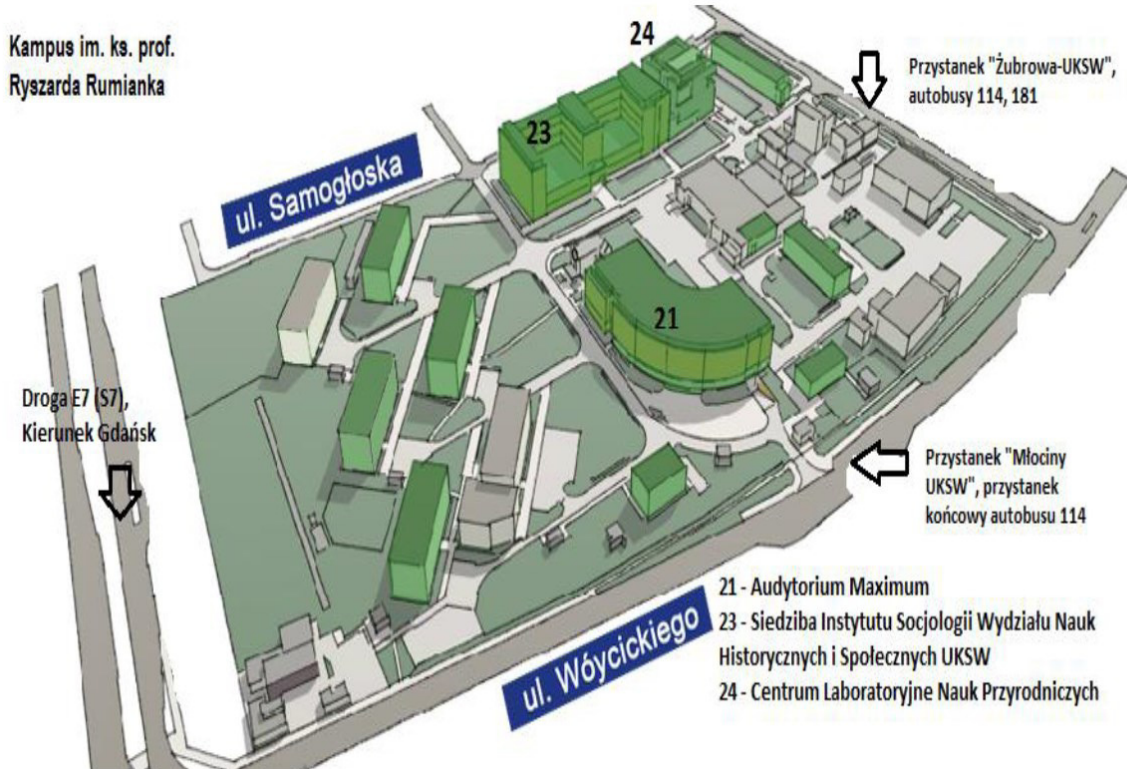 Kampus im. ks. prof.
Ryszarda Rumianka
24
Przystanek "Żubrowa-UKSW",
autobusy 114, 181
23
ul. Samogłoska
21
Droga E7 (S7),
Kierunek Gdańsk
Przystanek "Młociny
UKSW", przystanek
końcowy autobusu 114
ul. Wóycickiego
21 - Audytorium Maximum
23 - Siedziba Instytutu Socjologii Wydziału Nauk
Historycznych i Społecznych UKSW
24 - Centrum Laboratoryjne Nauk Przyrodniczych